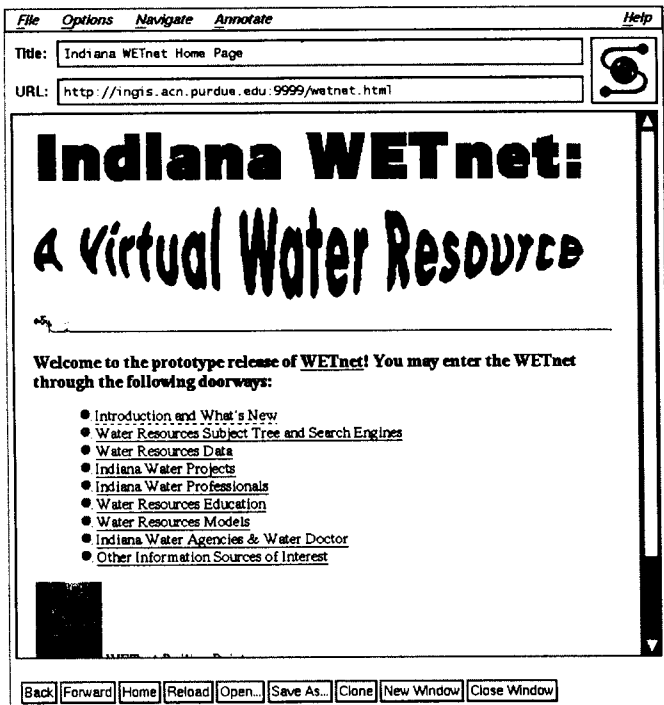 File Options Navigate Annotate Help
Title: Indiana WETnet Home Page
URL: http://ingis.acn.purdue.edu:9999/wetnet.html
Indiana WETnet:
A Virtual Water Resource
Welcome to the prototype release of WETnet! You may enter the WETnet
through the following doorways:
Introduction and What's New
Water Resources Subject Tree and Search Engines
Water Resources Data
Indiana Water Projects
Indiana Water Professionals
Water Resources Education
Water Resources Models
Indiana Water Agencies & Water Doctor
Other Information Sources of Interest
Back Forward Home Reload Open... Save As... Clone New Window Close Window